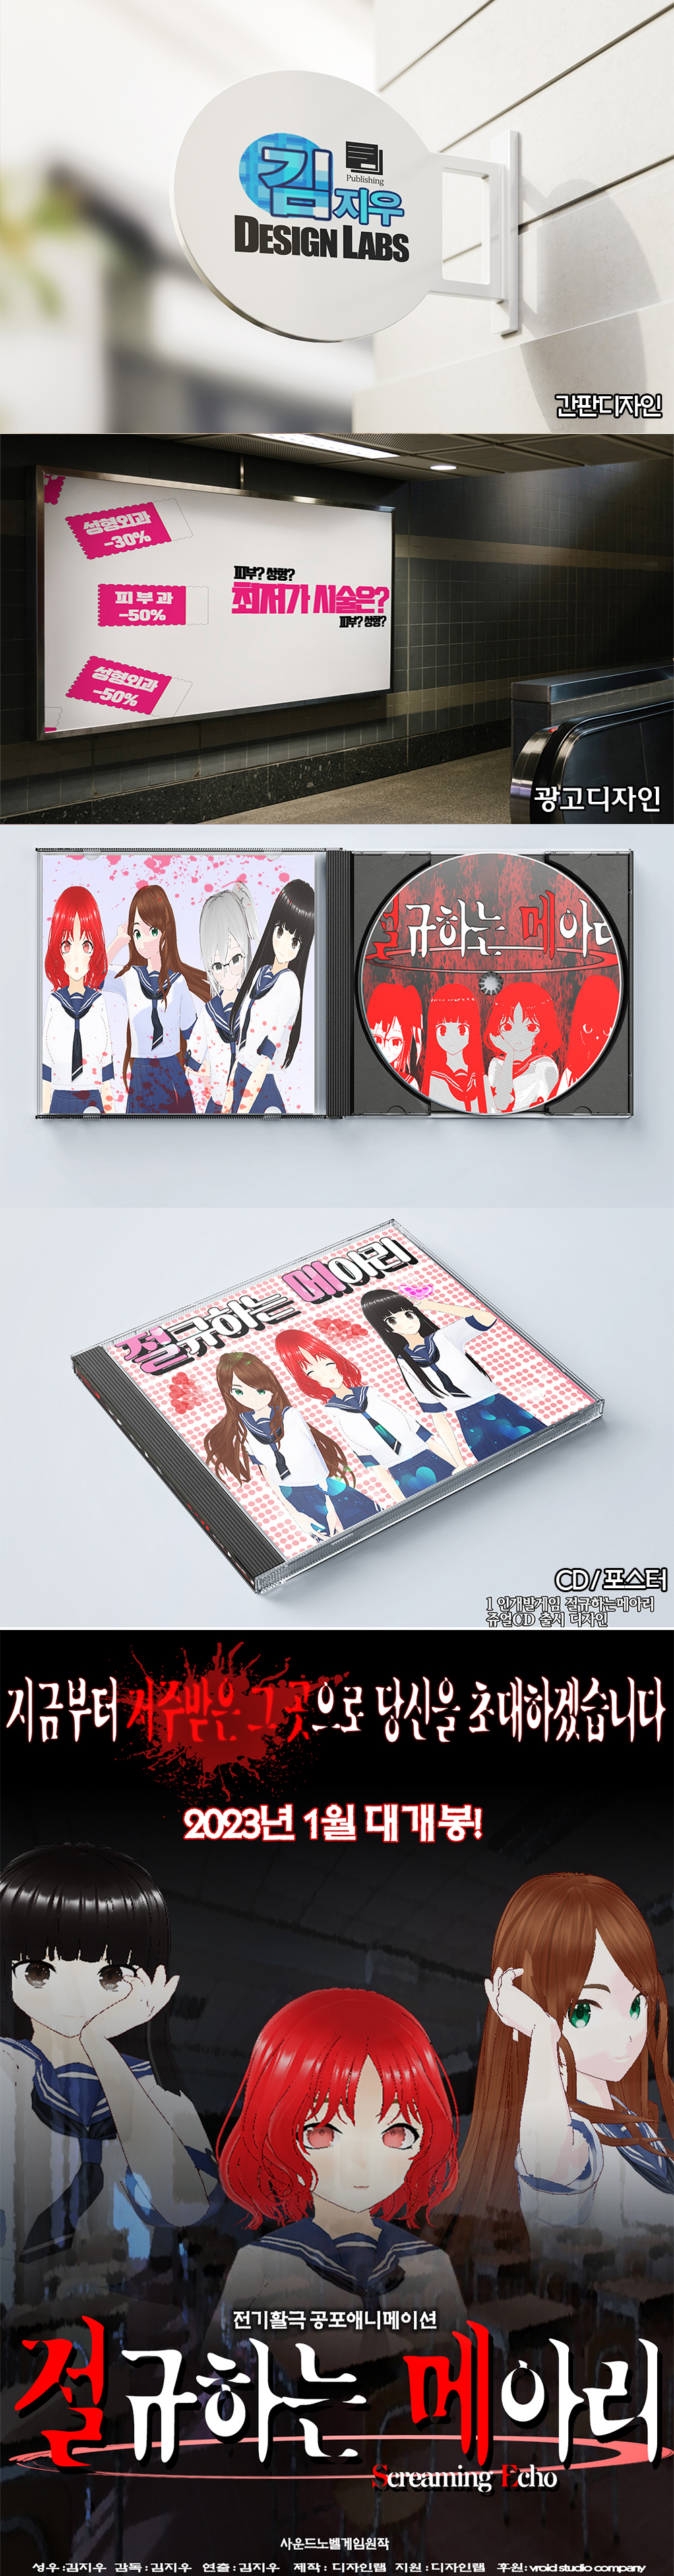 김지우
Publishing
DESIGN LABS
간판디자인
성형외과
-30%
피부과
-50%
성형외과
-50%
피부? 성형?
최저가 시술은?
피부? 성형?
광고디자인
절규하는 메아리
절규하는 메아리
CD / 포스터
1 인개발게임 절규하는메아리
쥬얼CD 출시 디자인
지금부터 저주받은 그 곳으로 당신을 초대하겠습니다
2023년 1월 대개봉!
전기활극 공포애니메이션
절규하는 메아리
Screaming Echo
사운드노벨게임원작
성우 : 김지우 감독 : 김지우 연출 : 김지우 제작 : 디자인랩 지원 : 디자인랩 후원 : vroid studio company